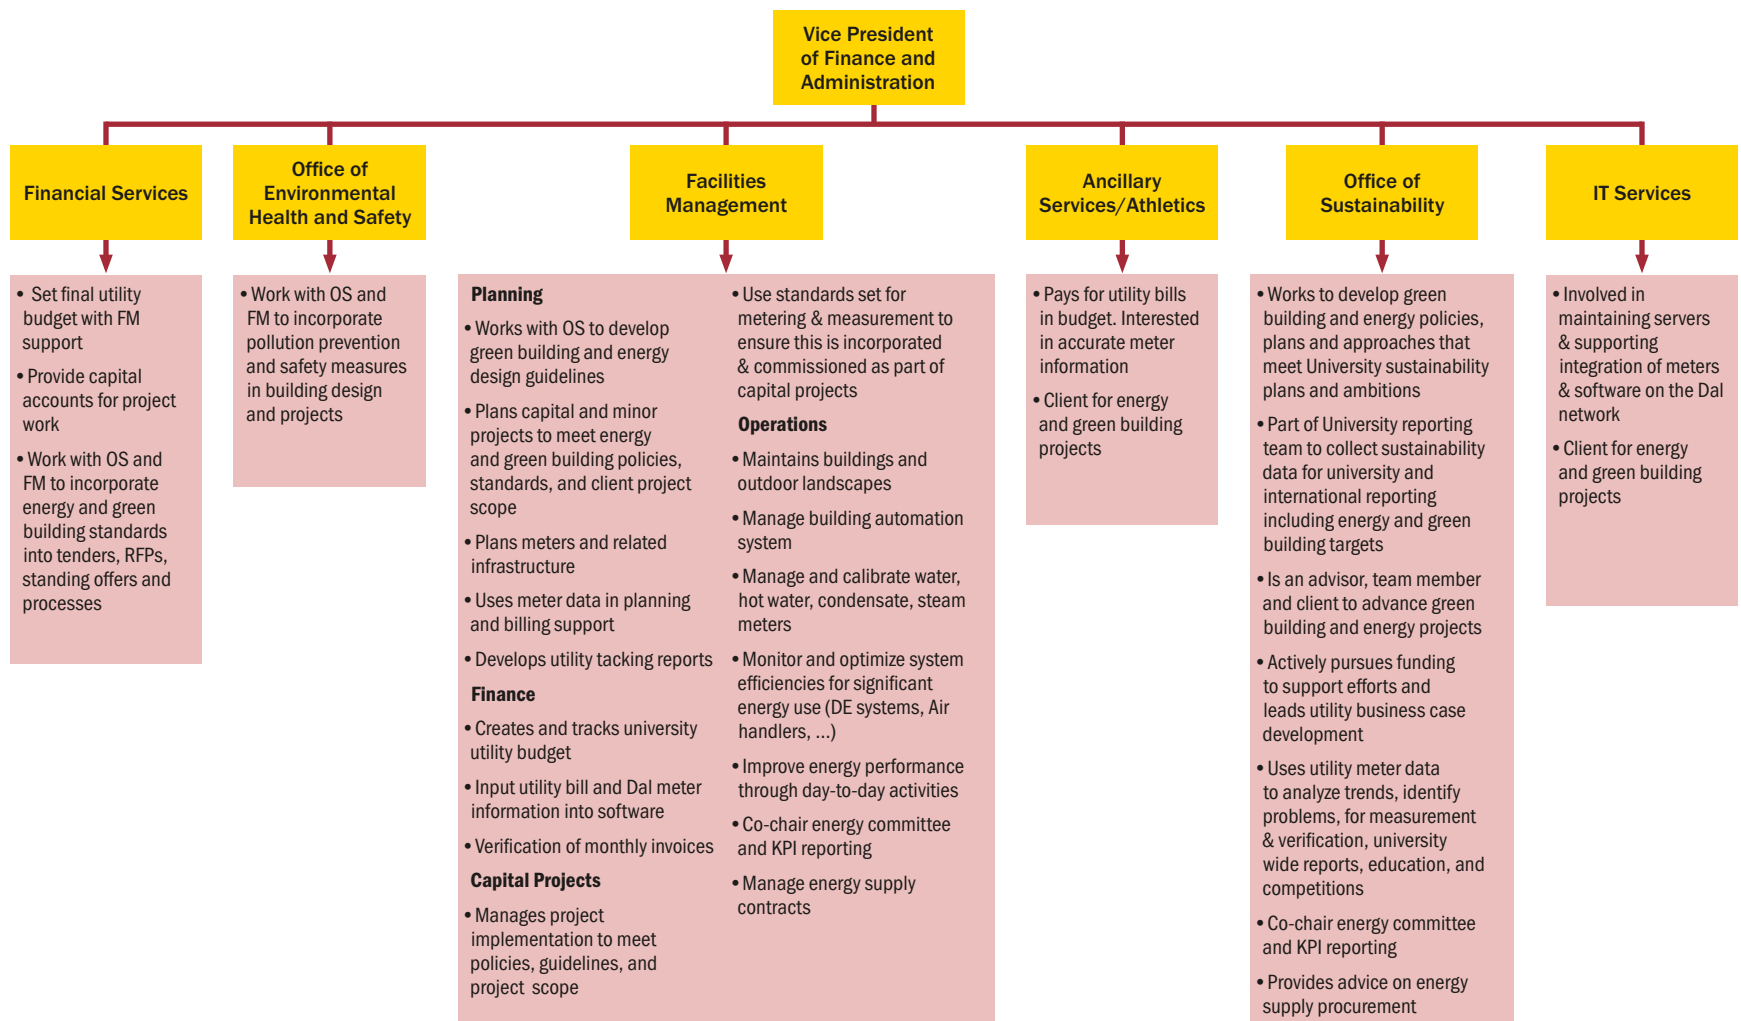 Vice President
of Finance and
Administration
Financial Services
Office of
Environmental
Health and Safety
Facilities
Management
Ancillary
Services/Athletics
Office of
Sustainability
IT Services
• Set final utility
budget with FM
support
• Provide capital
accounts for project
work
• Work with OS and
FM to incorporate
energy and green
building standards
into tenders, RFPs,
standing offers and
processes
• Work with OS and
FM to incorporate
pollution prevention
and safety measures
in building design
and projects
Planning
• Works with OS to develop
green building and energy
design guidelines
• Plans capital and minor
projects to meet energy
and green building policies,
standards, and client project
scope
• Plans meters and related
infrastructure
• Uses meter data in planning
and billing support
• Develops utility tacking reports
Finance
• Creates and tracks university
utility budget
• Input utility bill and Dal meter
information into software
• Verification of monthly invoices
Capital Projects
• Manages project
implementation to meet
policies, guidelines, and
project scope
• Use standards set for
metering & measurement to
ensure this is incorporated
& commissioned as part of
capital projects
Operations
• Maintains buildings and
outdoor landscapes
• Manage building automation
system
• Manage and calibrate water,
hot water, condensate, steam
meters
• Monitor and optimize system
efficiencies for significant
energy use (DE systems, Air
handlers, ...)
• Improve energy performance
through day-to-day activities
• Co-chair energy committee
and KPI reporting
• Manage energy supply
contracts
• Pays for utility bills
in budget. Interested
in accurate meter
information
• Client for energy
and green building
projects
• Works to develop green
building and energy policies,
plans and approaches that
meet University sustainability
plans and ambitions
• Part of University reporting
team to collect sustainability
data for university and
international reporting
including energy and green
building targets
• Is an advisor, team member
and client to advance green
building and energy projects
• Actively pursues funding
to support efforts and
leads utility business case
development
• Uses utility meter data
to analyze trends, identify
problems, for measurement
& verification, university
wide reports, education, and
competitions
• Co-chair energy committee
and KPI reporting
• Provides advice on energy
supply procurement
• Involved in
maintaining servers
& supporting
integration of meters
& software on the Dal
network
• Client for energy
and green building
projects